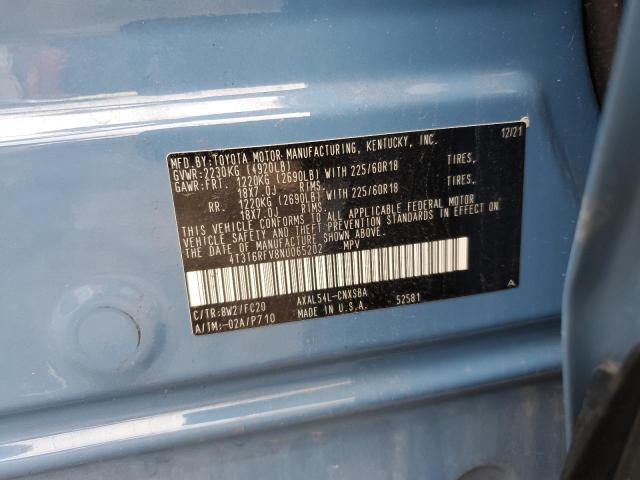 MFD. BY: TOYOTA MOTOR MANUFACTURING, KENTUCKY, INC. 12/21
GVWR: 2230KG (4920LB)
GAWR: FRT. 1220KG (2690LB) WITH 225/60R18 TIRES,
18X7.0J RIMS,
RR. 1220KG (2690LB) WITH 225/60R18 TIRES,
18X7.0J RIMS,
THIS VEHICLE CONFORMS TO ALL APPLICABLE FEDERAL MOTOR
VEHICLE SAFETY AND THEFT PREVENTION STANDARDS IN EFFECT ON
THE DATE OF MANUFACTURE SHOWN ABOVE.
4T3T6RFV8NU065202 MPV
A
C/TR: 8W2/FC20 AXAL54L-CNXSBA 52581
A/TM: -02A/P710 MADE IN U.S.A.